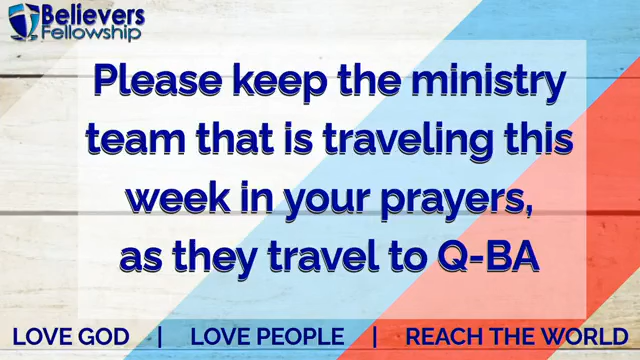 Believers
Fellowship
Please keep the ministry
team that is traveling this
week in your prayers,
as they travel to Q-BA
LOVE GOD | LOVE PEOPLE | REACH THE WORLD